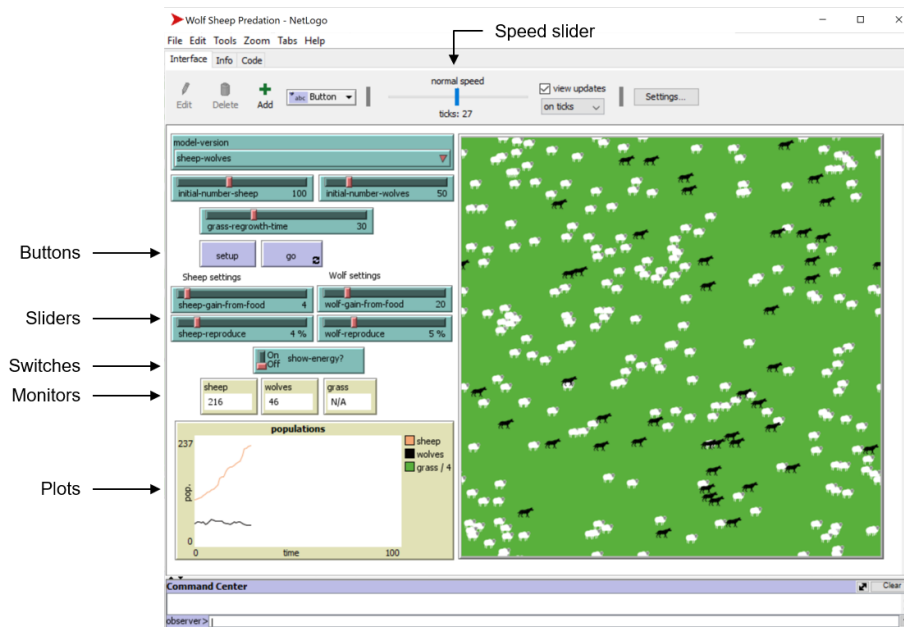 Wolf Sheep Predation - NetLogo
File Edit Tools Zoom Tabs Help
Speed slider
Interface Info Code
normal speed
Edit Delete Add abc Button
view updates
on ticks
Settings...
ticks: 27
model-version
sheep-wolves
initial-number-sheep 100
initial-number-wolves 50
grass-regrowth-time 30
Buttons
setup go
Sheep settings
Wolf settings
sheep-gain-from-food 4
wolf-gain-from-food 20
Sliders
sheep-reproduce 4 %
wolf-reproduce 5 %
Switches
On
Off
show-energy?
Monitors
sheep
216
wolves
46
grass
N/A
populations
237
pop.
0
0
time
100
sheep
wolves
grass / 4
Plots
Command Center
Clear
observer>